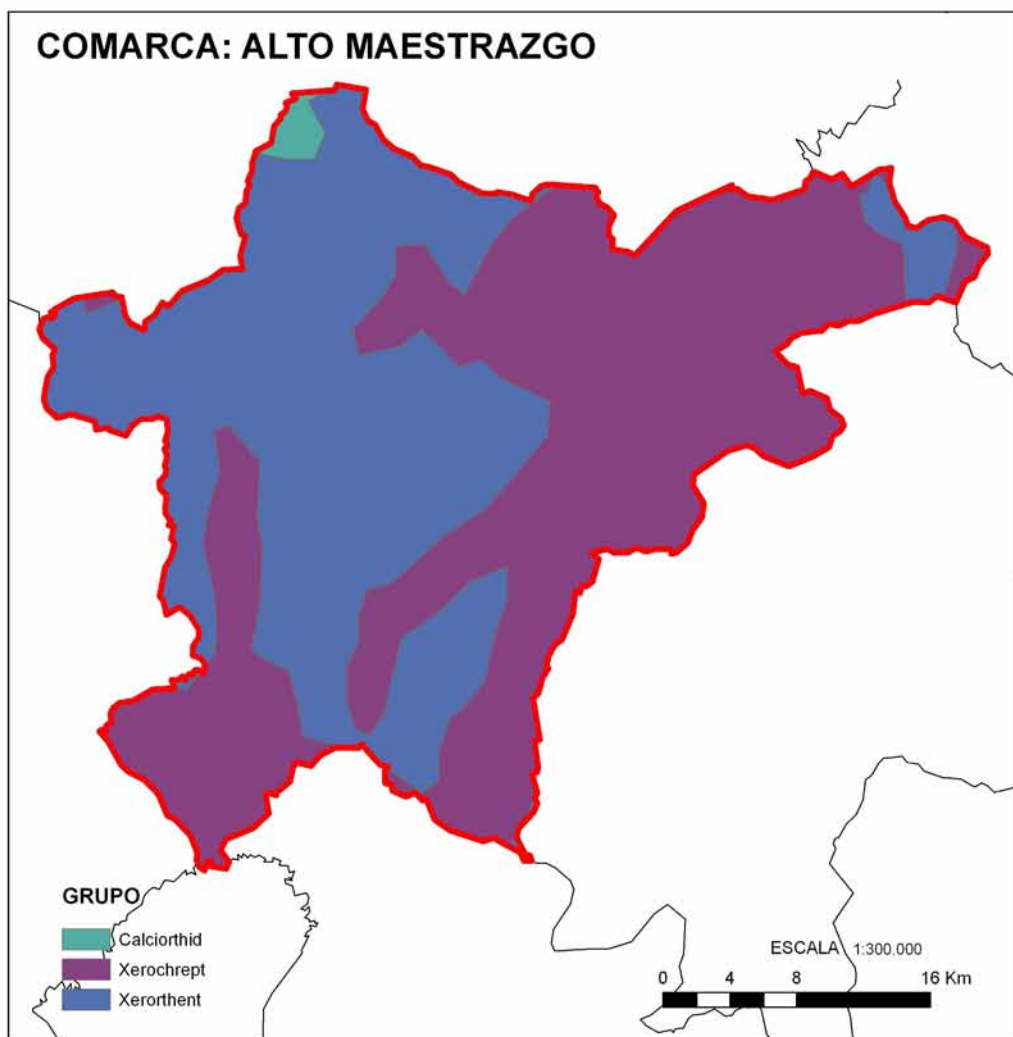 COMARCA: ALTO MAESTRAZGO
GRUPO
Calciorthid
Xerochrept
Xerorthent
ESCALA 1:300.000
0 4 8 16 Km